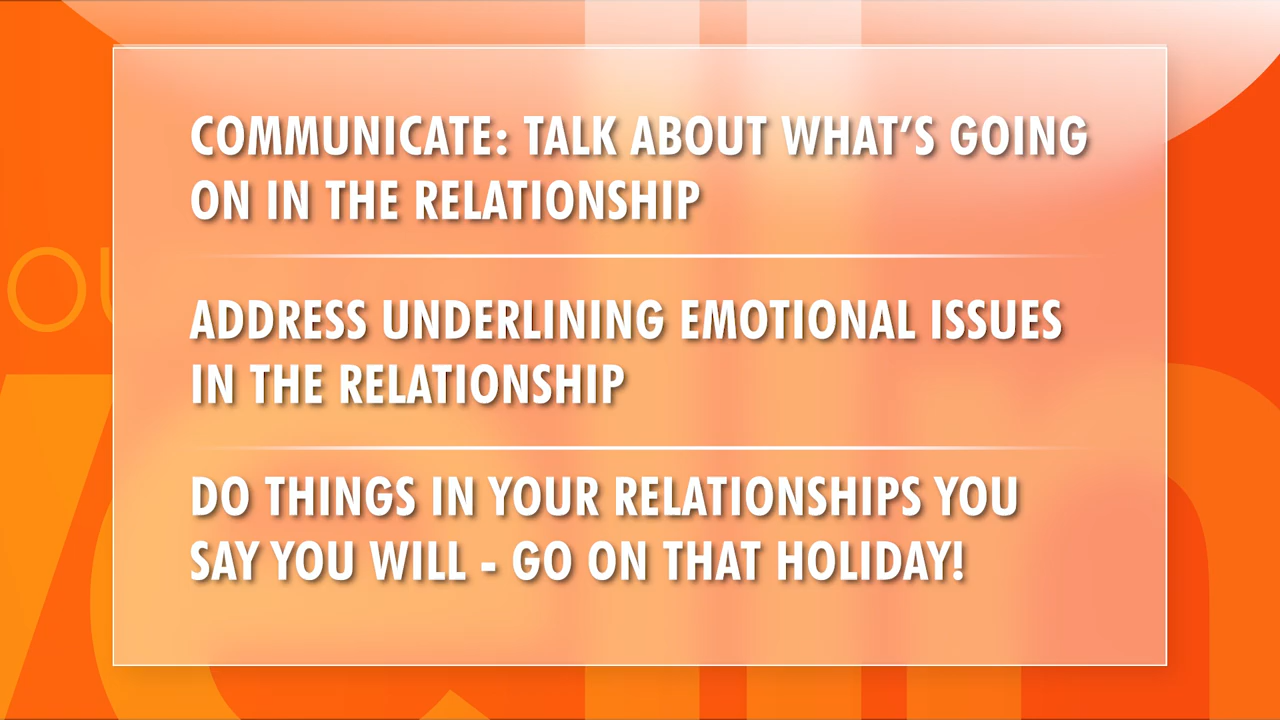 COMMUNICATE: TALK ABOUT WHAT'S GOING
ON IN THE RELATIONSHIP
ADDRESS UNDERLINING EMOTIONAL ISSUES
IN THE RELATIONSHIP
DO THINGS IN YOUR RELATIONSHIPS YOU
SAY YOU WILL - GO ON THAT HOLIDAY!